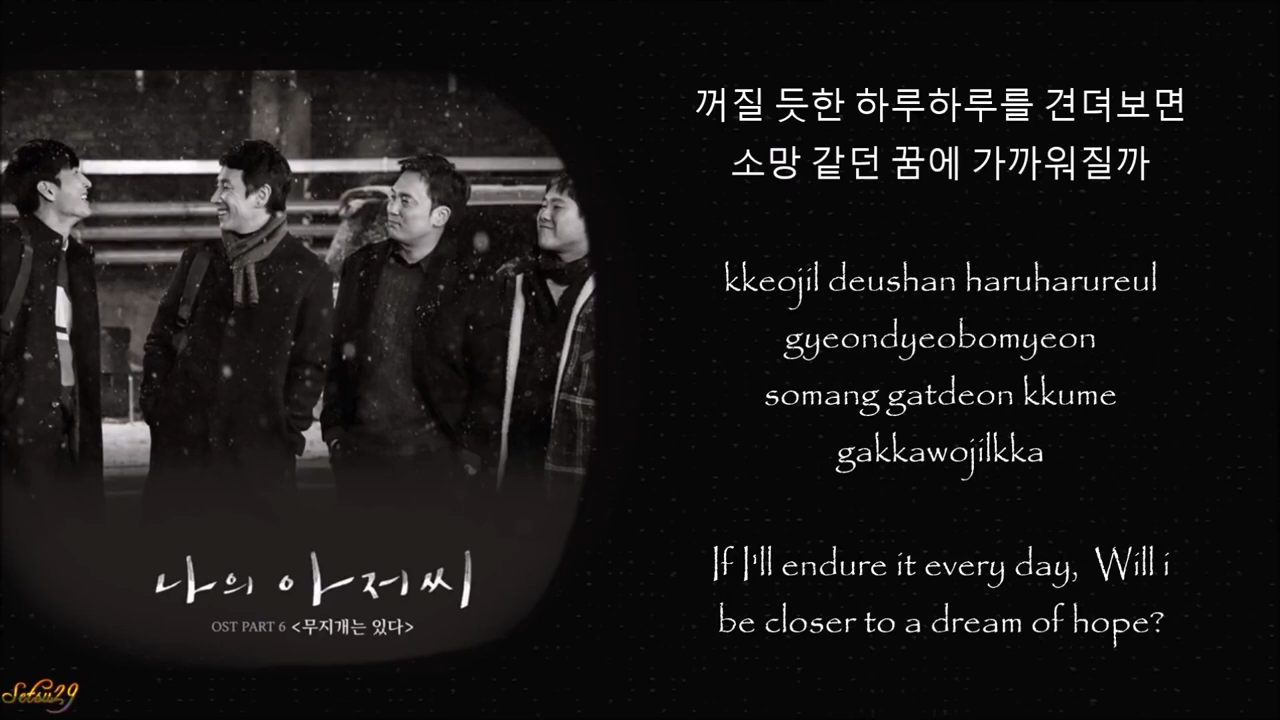 꺼질 듯한 하루하루를 견뎌보면
소망 같던 꿈에 가까워질까
kkeojil deushan haruharureul
gyeondyeobomyeon
somang gatdeon kkume
gakkawojilkka
If I'll endure it every day, Will i
be closer to a dream of hope?
나의 아저씨
OST PART 6 <무지개는 있다>
Setsu29